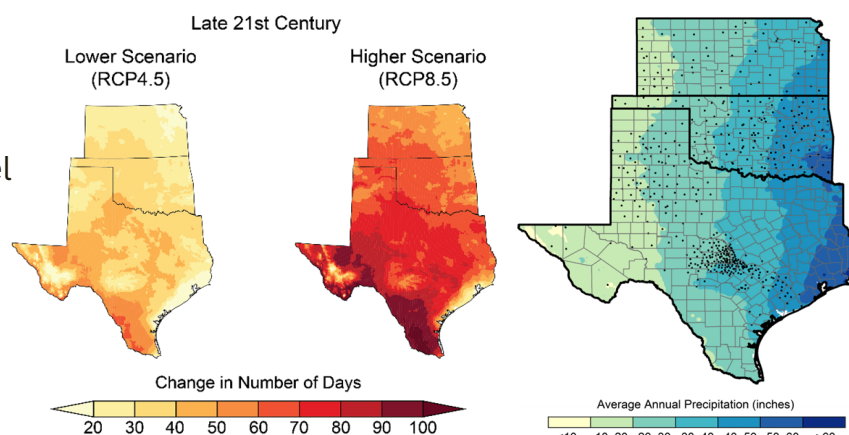 Late 21st Century
Lower Scenario
(RCP4.5)
Higher Scenario
(RCP8.5)
Change in Number of Days
20 30 40 50 60 70 80 90 100
Average Annual Precipitation (inches)